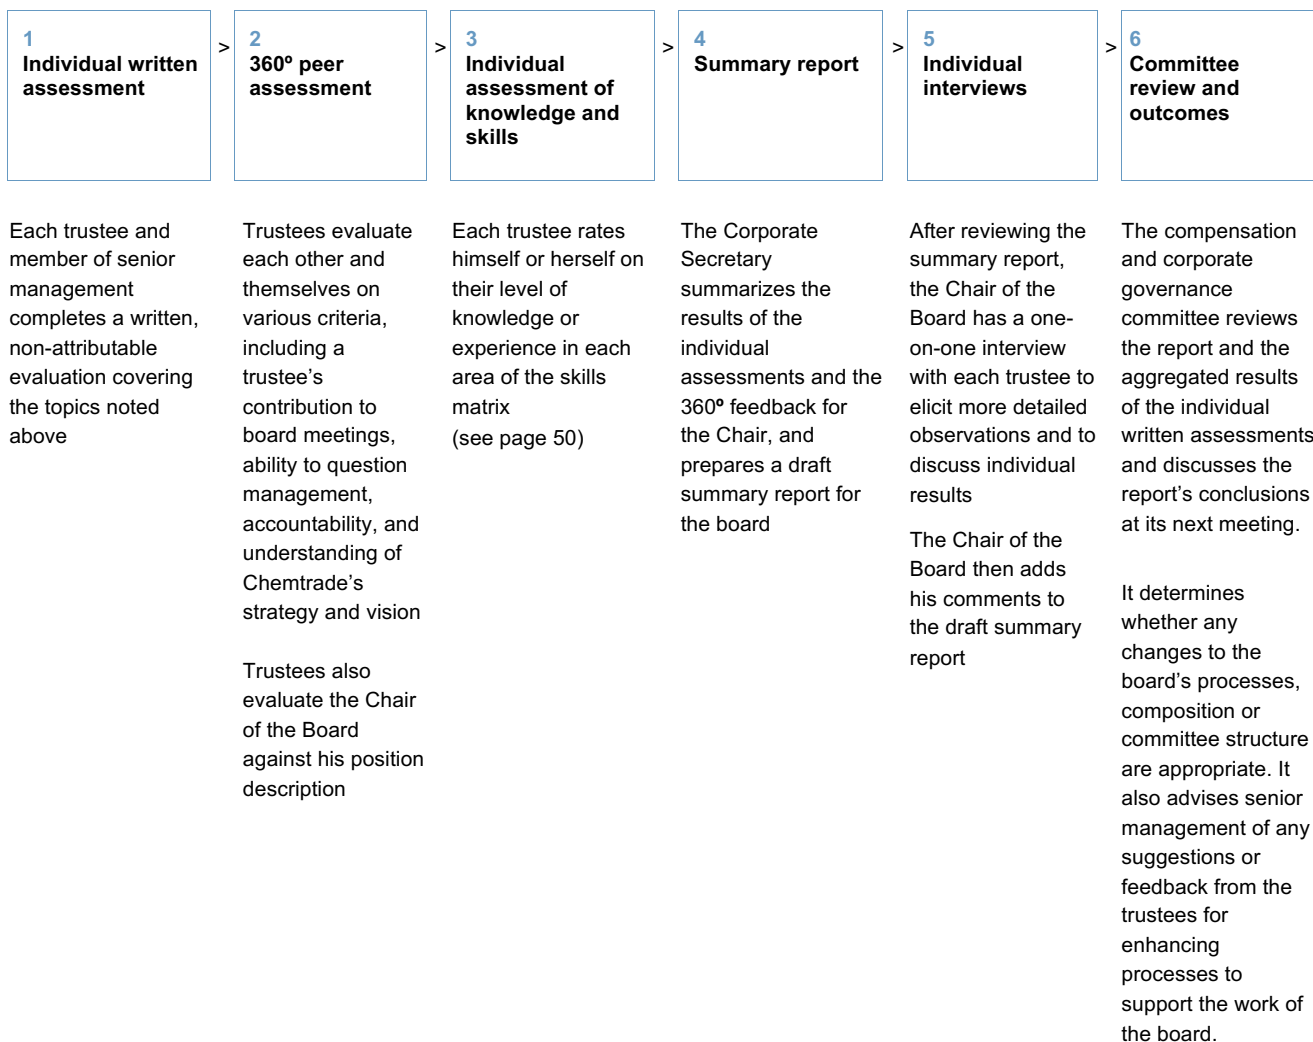 1
Individual written
assessment
>
2
360º peer
assessment
>
3
Individual
assessment of
knowledge and
skills
>
4
Summary report
>
5
Individual
interviews
>
6
Committee
review and
outcomes
Each trustee and
member of senior
management
completes a written,
non-attributable
evaluation covering
the topics noted
above
Trustees evaluate
each other and
themselves on
various criteria,
including a
trustee’s
contribution to
board meetings,
ability to question
management,
accountability, and
understanding of
Chemtrade’s
strategy and vision
Trustees also
evaluate the Chair
of the Board
against his position
description
Each trustee rates
himself or herself on
their level of
knowledge or
experience in each
area of the skills
matrix
(see page 50)
The Corporate
Secretary
summarizes the
results of the
individual
assessments and the
360º feedback for
the Chair, and
prepares a draft
summary report for
the board
After reviewing the
summary report,
the Chair of the
Board has a one-
on-one interview
with each trustee to
elicit more detailed
observations and to
discuss individual
results
The Chair of the
Board then adds
his comments to
the draft summary
report
The compensation
and corporate
governance
committee reviews
the report and the
aggregated results
of the individual
written assessments
and discusses the
report’s conclusions
at its next meeting.
It determines
whether any
changes to the
board’s processes,
composition or
committee structure
are appropriate. It
also advises senior
management of any
suggestions or
feedback from the
trustees for
enhancing
processes to
support the work of
the board.